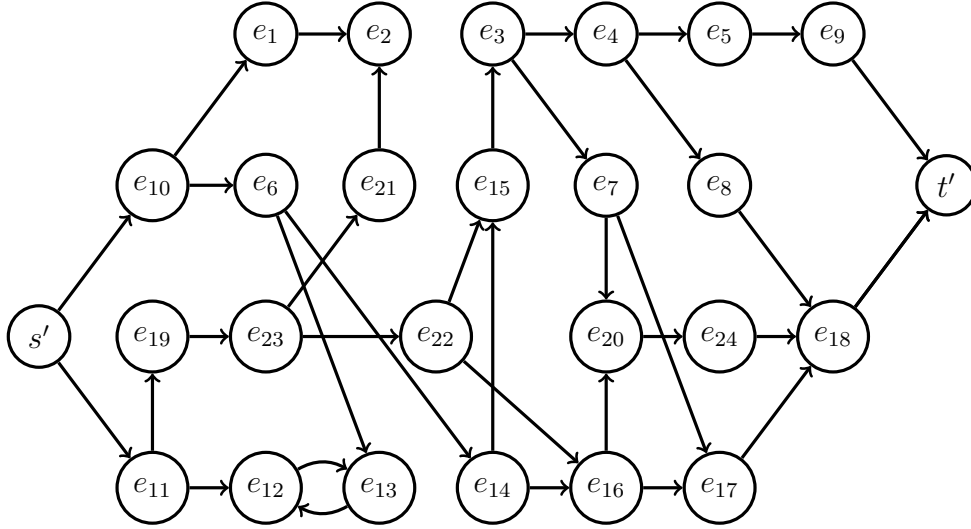 e₁ e₂ e₃ e₄ e₅ e₉
e₁₀ e₆ e₂₁ e₁₅ e₇ e₈ t′
s′ e₁₉ e₂₃ e₂₂ e₂₀ e₂₄ e₁₈
e₁₁ e₁₂ e₁₃ e₁₄ e₁₆ e₁₇